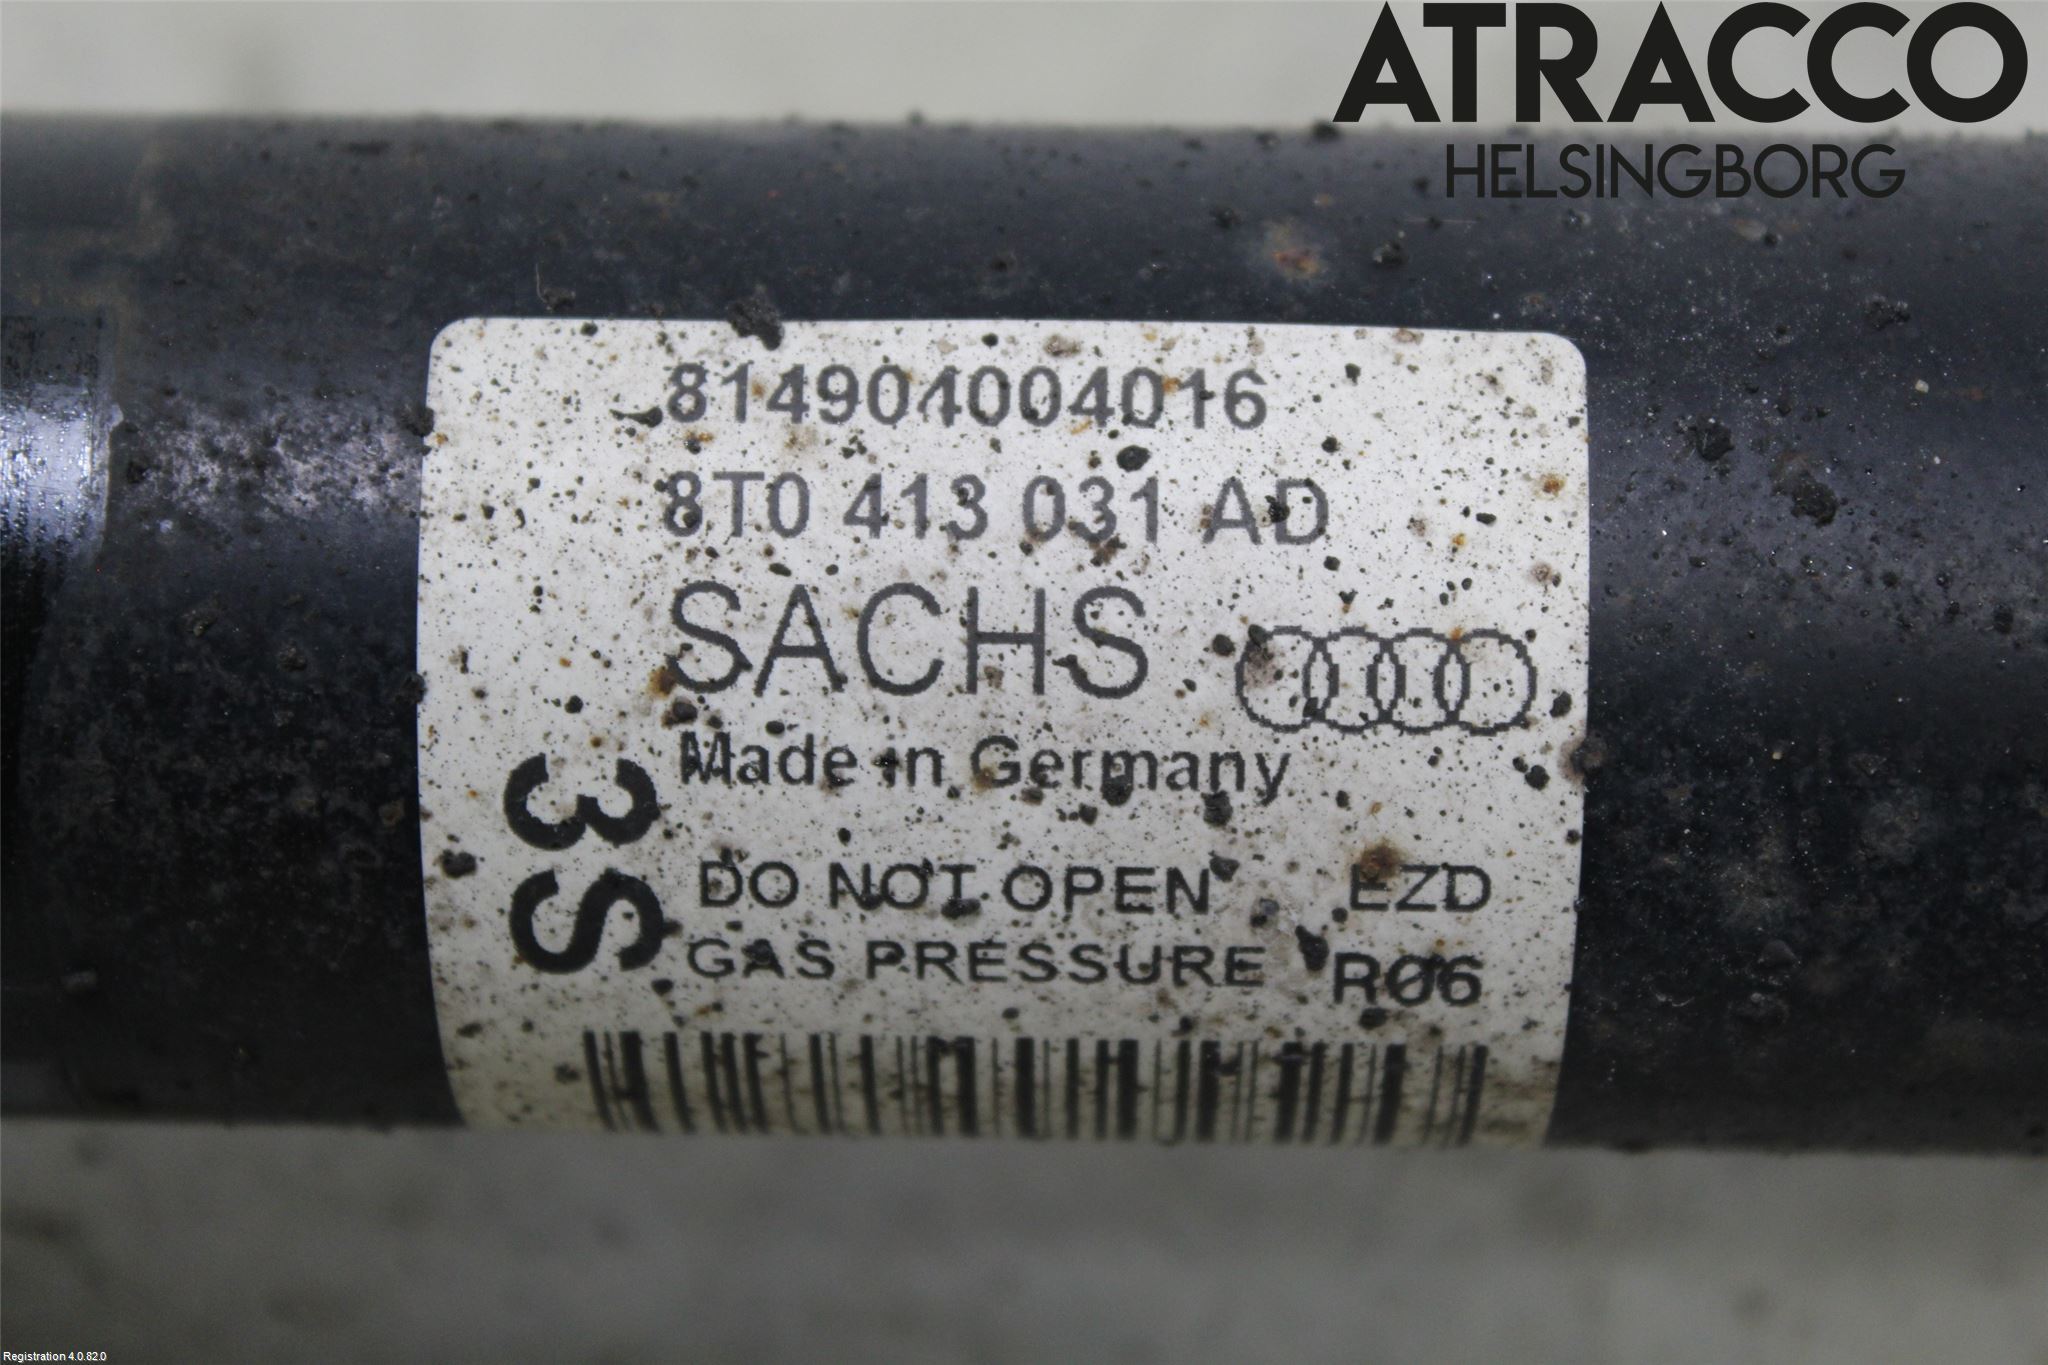 ATRACCO
HELSINGBORG
814904004016
8T0 413 031 AD
SACHS
Made in Germany
3S
DO NOT OPEN EZD
GAS PRESSURE R06
Registration 4.0.82.0